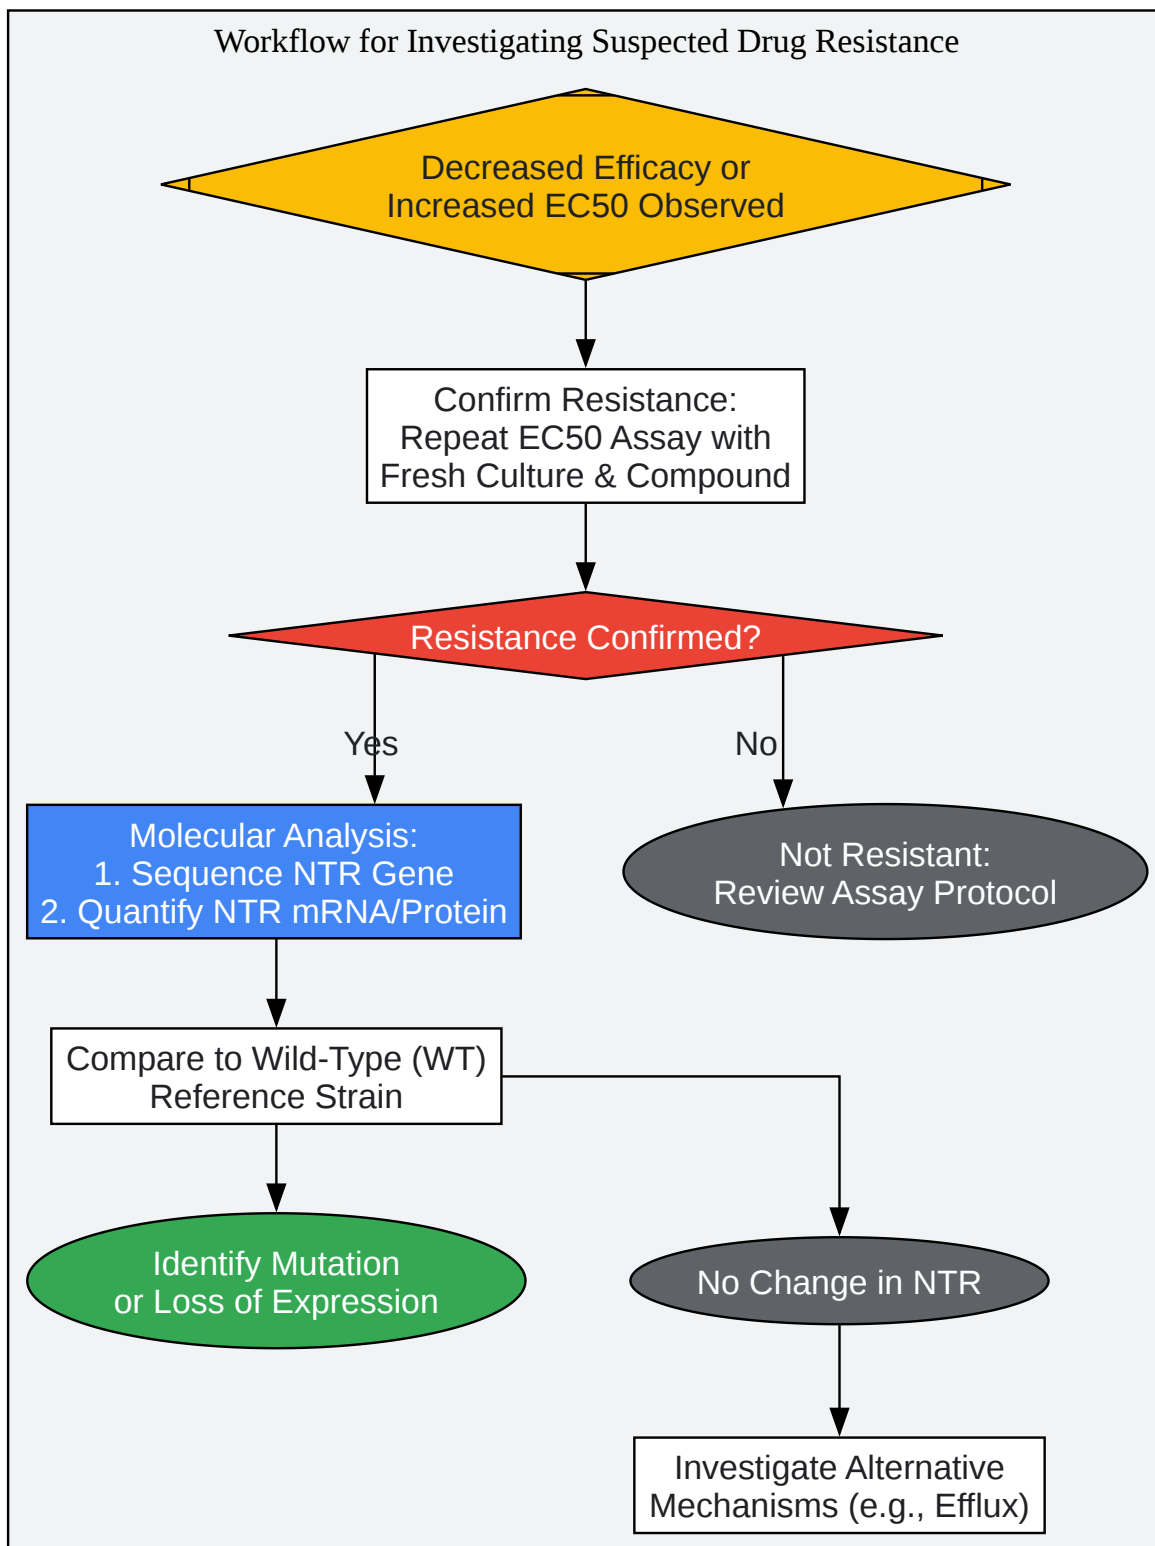 Workflow for Investigating Suspected Drug Resistance
Decreased Efficacy or
Increased EC50 Observed
Confirm Resistance:
Repeat EC50 Assay with
Fresh Culture & Compound
Resistance Confirmed?
Yes
No
Molecular Analysis:
1. Sequence NTR Gene
2. Quantify NTR mRNA/Protein
Not Resistant:
Review Assay Protocol
Compare to Wild-Type (WT)
Reference Strain
Identify Mutation
or Loss of Expression
No Change in NTR
Investigate Alternative
Mechanisms (e.g., Efflux)